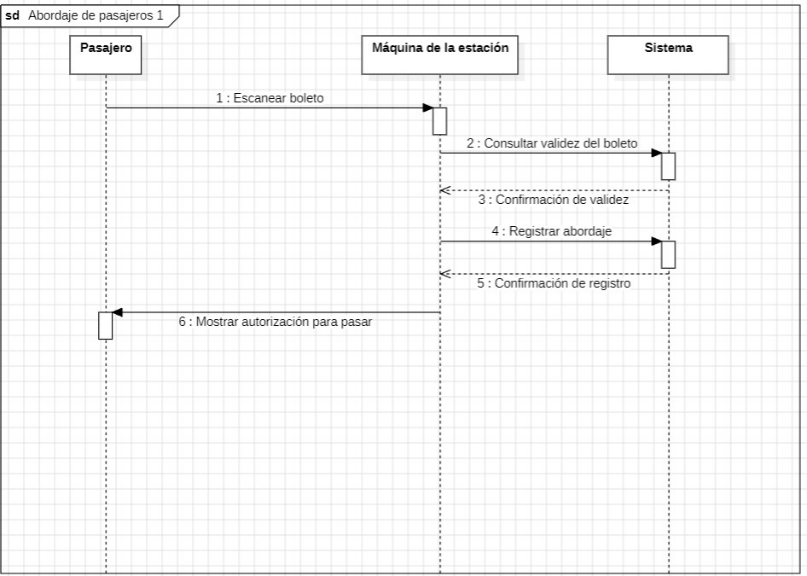 sd Abordaje de pasajeros 1
Pasajero
Máquina de la estación
Sistema
1 : Escanear boleto
2 : Consultar validez del boleto
3 : Confirmación de validez
4 : Registrar abordaje
5 : Confirmación de registro
6 : Mostrar autorización para pasar